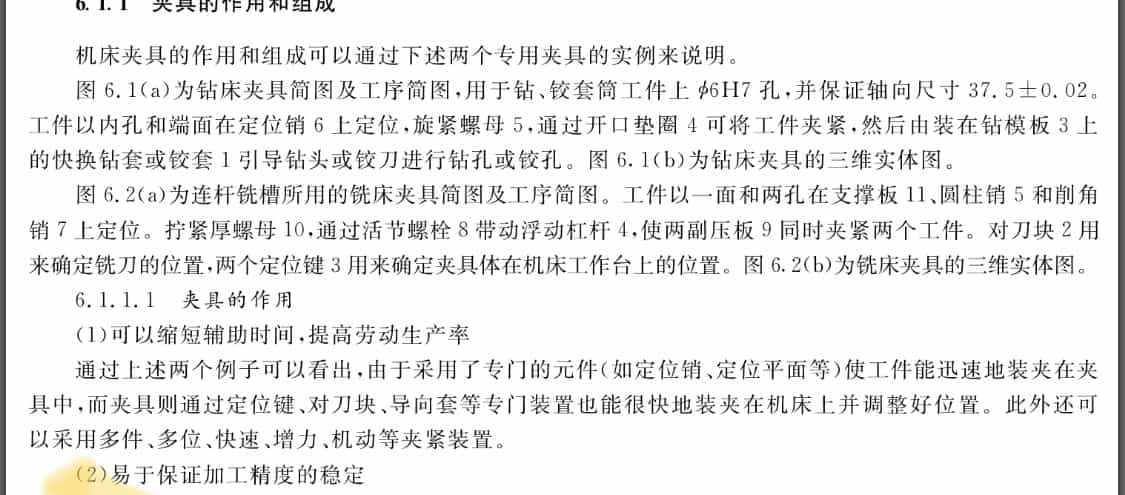 6.1.1 夹具的作用和组成
机床夹具的作用和组成可以通过下述两个专用夹具的实例来说明。
图 6.1(a)为钻床夹具简图及工序简图,用于钻、铰套筒工件上 ϕ6H7 孔,并保证轴向尺寸 37.5±0.02。
工件以内孔和端面在定位销 6 上定位,旋紧螺母 5,通过开口垫圈 4 可将工件夹紧,然后由装在钻模板 3 上
的快换钻套或铰套 1 引导钻头或铰刀进行钻孔或铰孔。图 6.1(b)为钻床夹具的三维实体图。
图 6.2(a)为连杆铣槽所用的铣床夹具简图及工序简图。工件以一面和两孔在支撑板 11、圆柱销 5 和削角
销 7 上定位。拧紧厚螺母 10,通过活节螺栓 8 带动浮动杠杆 4,使两副压板 9 同时夹紧两个工件。对刀块 2 用
来确定铣刀的位置,两个定位键 3 用来确定夹具体在机床工作台上的位置。图 6.2(b)为铣床夹具的三维实体图。
6.1.1.1 夹具的作用
(1)可以缩短辅助时间,提高劳动生产率
通过上述两个例子可以看出,由于采用了专门的元件(如定位销、定位平面等)使工件能迅速地装夹在夹
具中,而夹具则通过定位键、对刀块、导向套等专门装置也能很快地装夹在机床上并调整好位置。此外还可
以采用多件、多位、快速、增力、机动等夹紧装置。
(2)易于保证加工精度的稳定